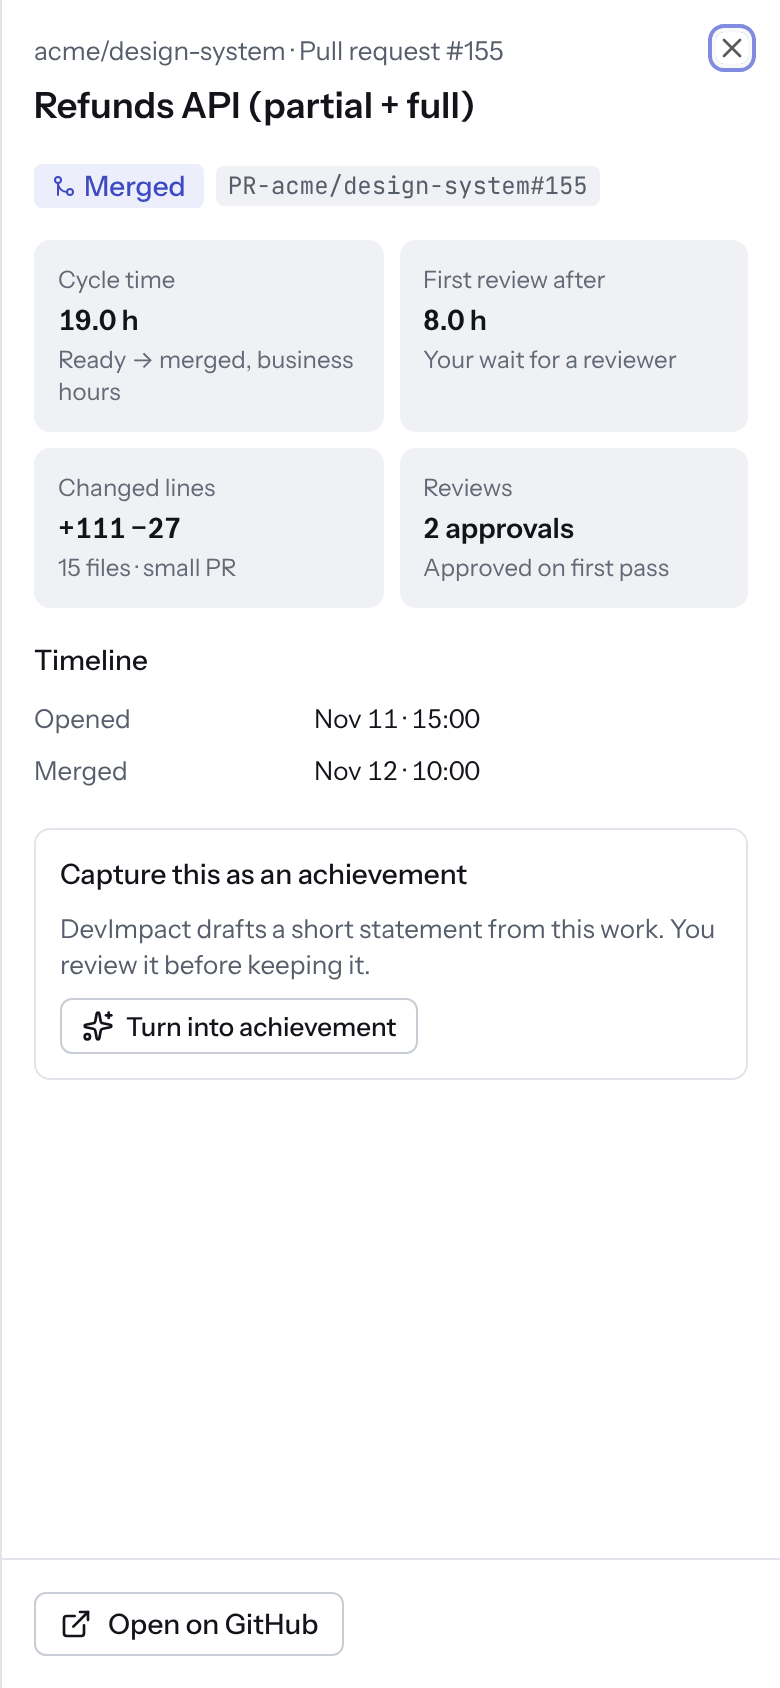 acme/design-system · Pull request #155
Refunds API (partial + full)
Merged
PR-acme/design-system#155
Cycle time
19.0 h
Ready → merged, business
hours
First review after
8.0 h
Your wait for a reviewer
Changed lines
+111 −27
15 files · small PR
Reviews
2 approvals
Approved on first pass
Timeline
Opened Nov 11 · 15:00
Merged Nov 12 · 10:00
Capture this as an achievement
DevImpact drafts a short statement from this work. You
review it before keeping it.
Turn into achievement
Open on GitHub